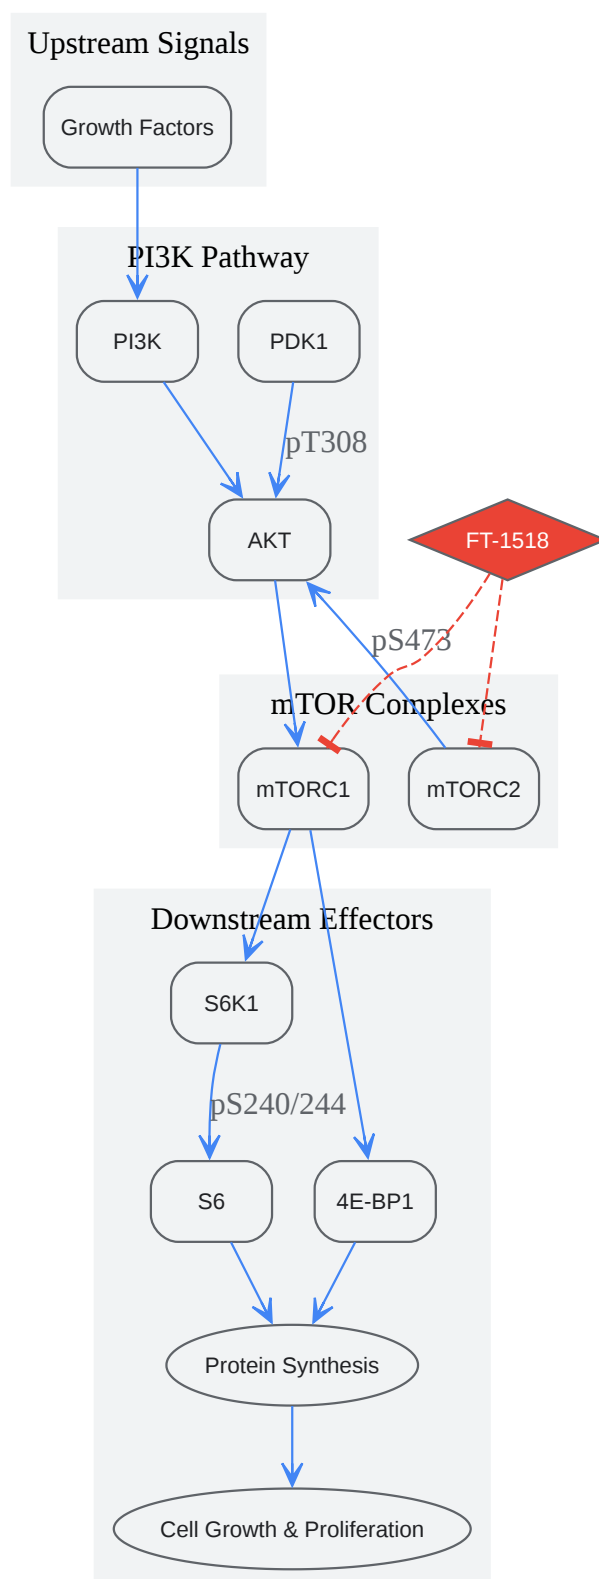 Upstream Signals
Growth Factors
PI3K Pathway
PI3K
PDK1
pT308
AKT
FT-1518
pS473
mTOR Complexes
mTORC1
mTORC2
Downstream Effectors
S6K1
pS240/244
S6
4E-BP1
Protein Synthesis
Cell Growth & Proliferation